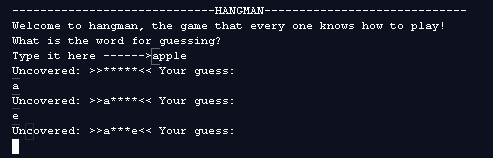 -----------------------------HANGMAN-----------------------------
Welcome to hangman, the game that every one knows how to play!
What is the word for guessing?
Type it here ------>apple
Uncovered: >>*****<< Your guess:
a
Uncovered: >>a****<< Your guess:
e
Uncovered: >>a***e<< Your guess: